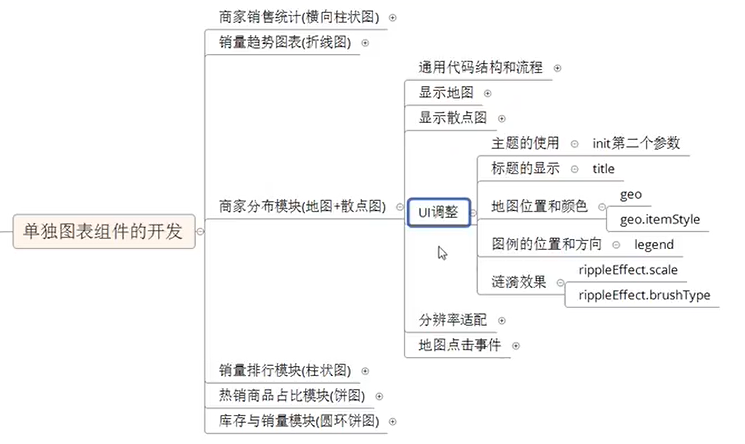 商家销售统计(横向柱状图)
销量趋势图表(折线图)
通用代码结构和流程
显示地图
显示散点图
主题的使用
init第二个参数
标题的显示
title
商家分布模块(地图+散点图)
UI调整
地图位置和颜色
geo
geo.itemStyle
单独图表组件的开发
图例的位置和方向
legend
涟漪效果
rippleEffect.scale
rippleEffect.brushType
分辨率适配
地图点击事件
销量排行模块(柱状图)
热销商品占比模块(饼图)
库存与销量模块(圆环饼图)